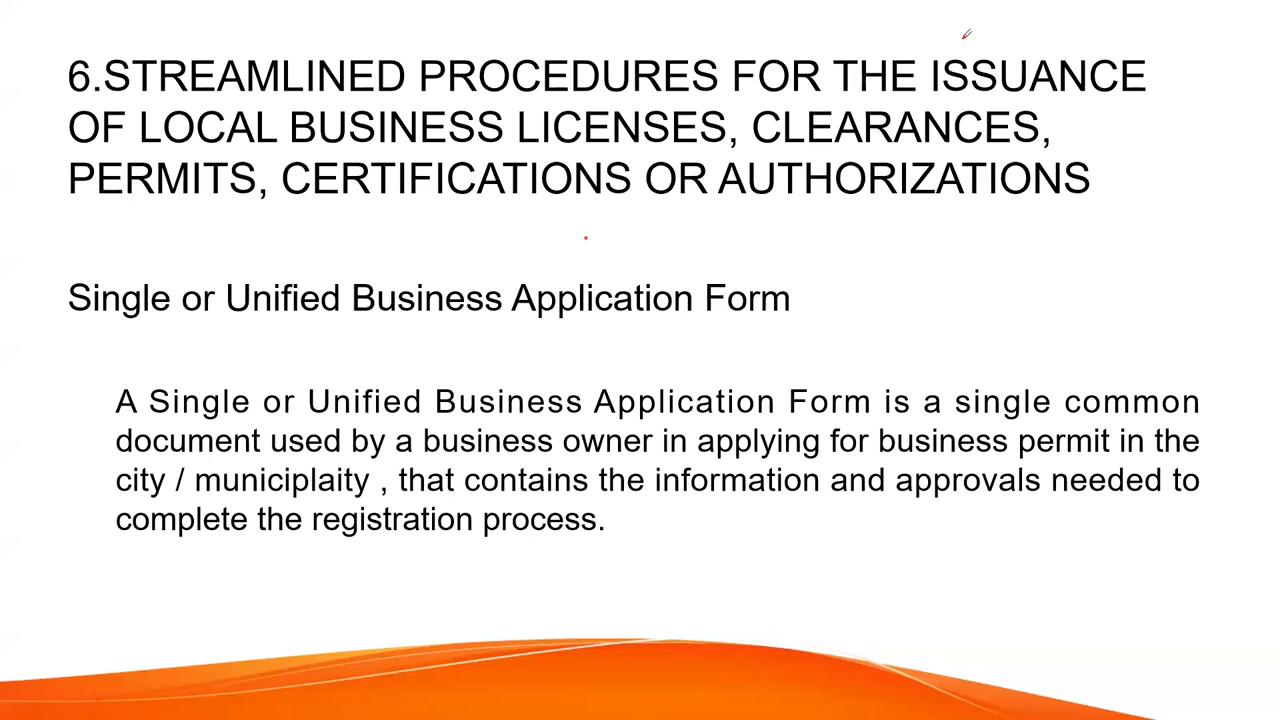 6.STREAMLINED PROCEDURES FOR THE ISSUANCE
OF LOCAL BUSINESS LICENSES, CLEARANCES,
PERMITS, CERTIFICATIONS OR AUTHORIZATIONS
Single or Unified Business Application Form
A Single or Unified Business Application Form is a single common
document used by a business owner in applying for business permit in the
city / municiplaity , that contains the information and approvals needed to
complete the registration process.